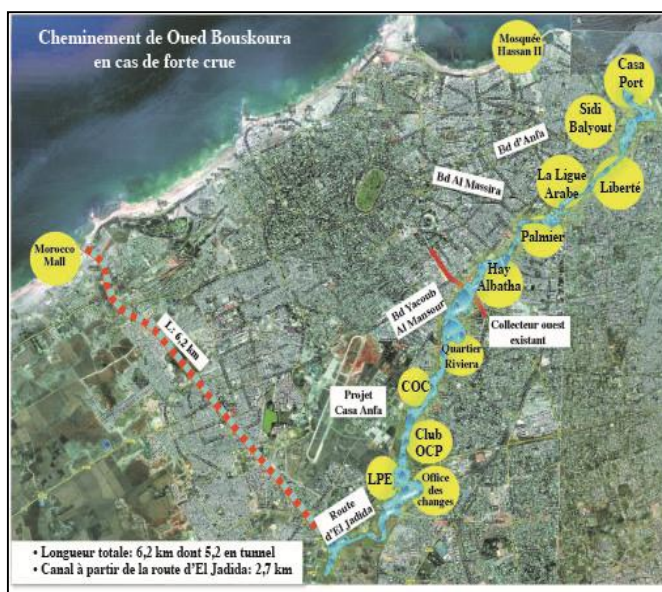 Cheminement de Oued Bouskoura
en cas de forte crue
Mosquée
Hassan II
Casa
Port
Sidi
Balyout
Bd d'Anfa
La Ligue
Arabe
Liberté
Bd Al Massira
Palmier
Morocco
Mall
Hay
Albatha
Bd Yacoub
Al Mansour
Collecteur ouest
existant
L: 6,2 km
Quartier
Riviera
Projet
Casa Anfa
COC
Club
OCP
LPE
Office
des
changes
Route
d'El Jadida
• Longueur totale: 6,2 km dont 5,2 en tunnel
• Canal à partir de la route d'El Jadida: 2,7 km